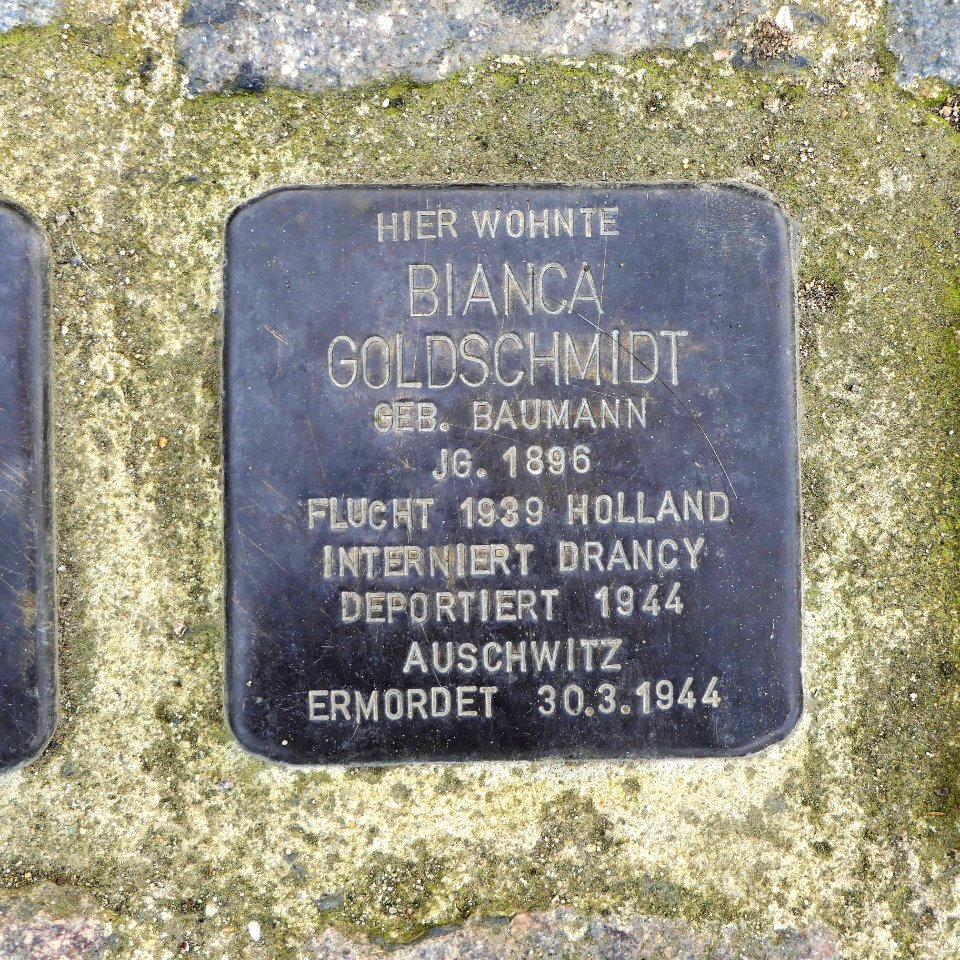 HIER WOHNTE
BIANCA
GOLDSCHMIDT
GEB. BAUMANN
JG. 1896
FLUCHT 1939 HOLLAND
INTERNIERT DRANCY
DEPORTIERT 1944
AUSCHWITZ
ERMORDET 30.3.1944